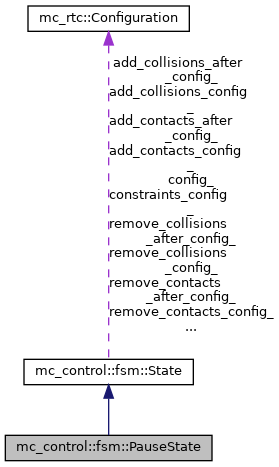 mc_rtc::Configuration
add_collisions_after
_config_
add_collisions_config
_
add_contacts_after
_config_
add_contacts_config
_
config_
constraints_config
_
remove_collisions
_after_config_
remove_collisions
_config_
remove_contacts
_after_config_
remove_contacts_config_
...
mc_control::fsm::State
mc_control::fsm::PauseState